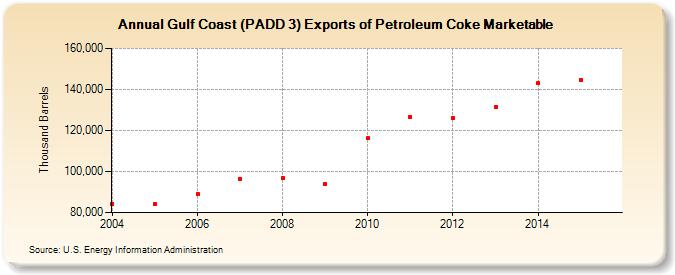 Annual Gulf Coast (PADD 3) Exports of Petroleum Coke Marketable
Thousand Barrels
160,000
140,000
120,000
100,000
80,000
2004 2006 2008 2010 2012 2014
Source: U.S. Energy Information Administration